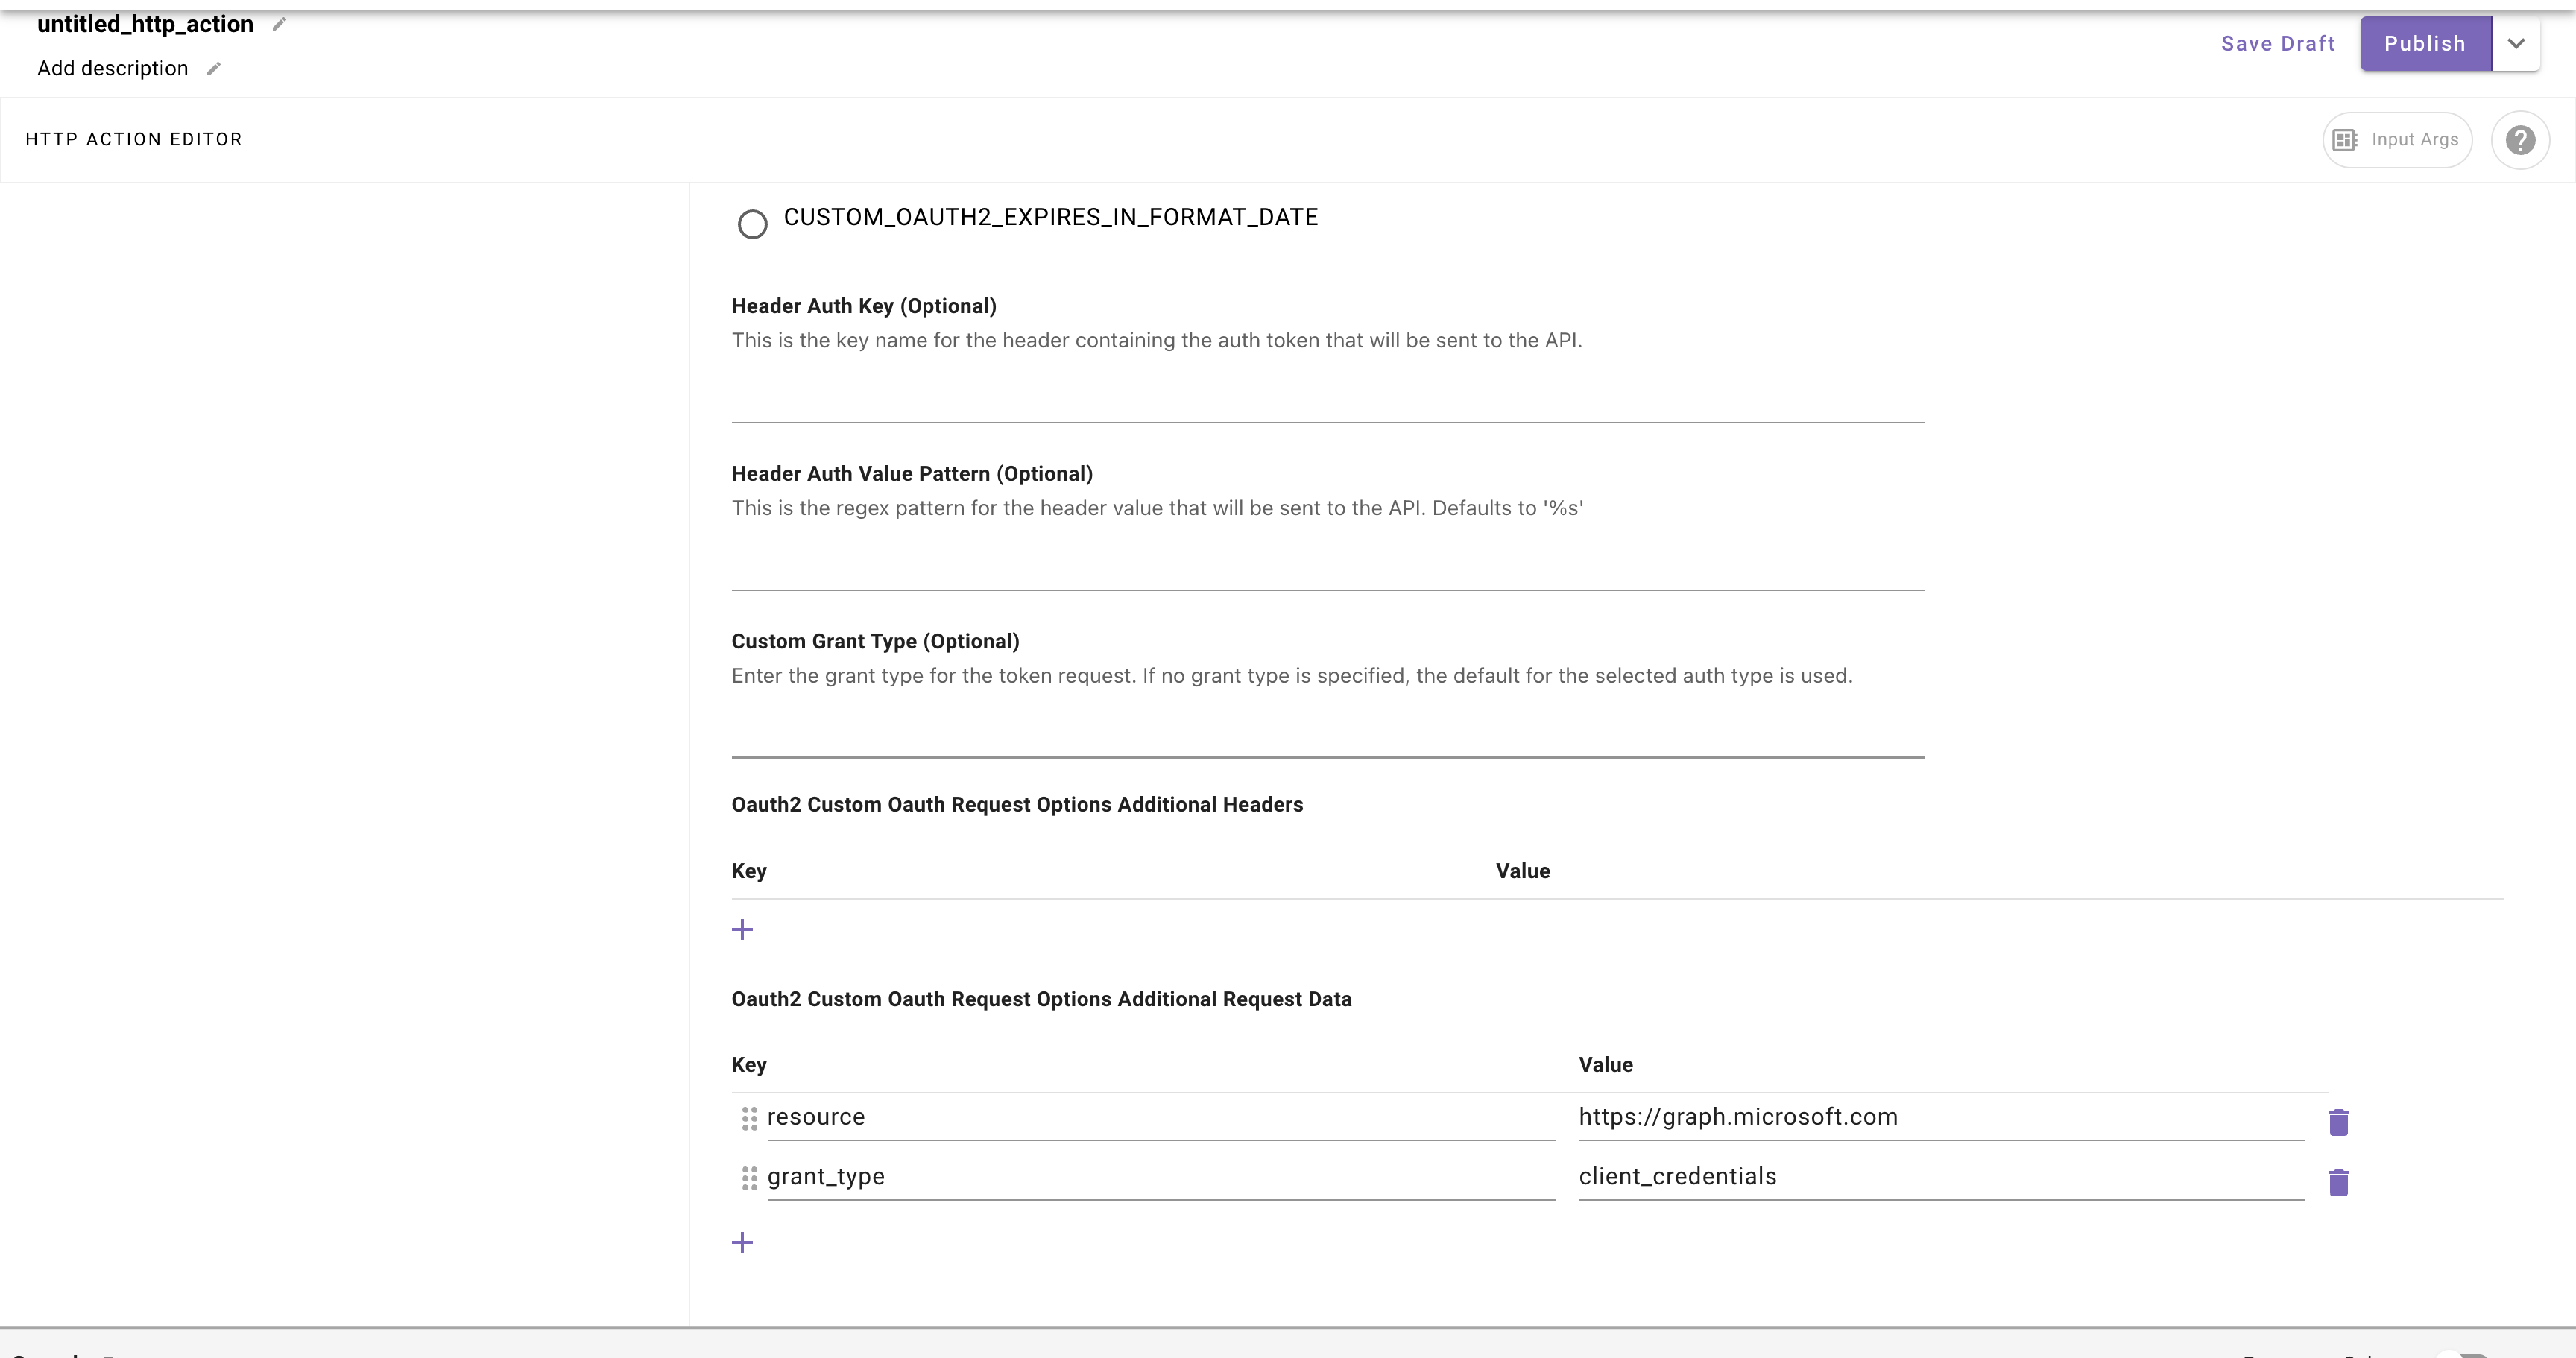 untitled_http_action
Add description
Save Draft
Publish
HTTP ACTION EDITOR
Input Args
CUSTOM_OAUTH2_EXPIRES_IN_FORMAT_DATE
Header Auth Key (Optional)
This is the key name for the header containing the auth token that will be sent to the API.
Header Auth Value Pattern (Optional)
This is the regex pattern for the header value that will be sent to the API. Defaults to '%s'
Custom Grant Type (Optional)
Enter the grant type for the token request. If no grant type is specified, the default for the selected auth type is used.
Oauth2 Custom Oauth Request Options Additional Headers
Key Value
Oauth2 Custom Oauth Request Options Additional Request Data
Key Value
resource https://graph.microsoft.com
grant_type client_credentials